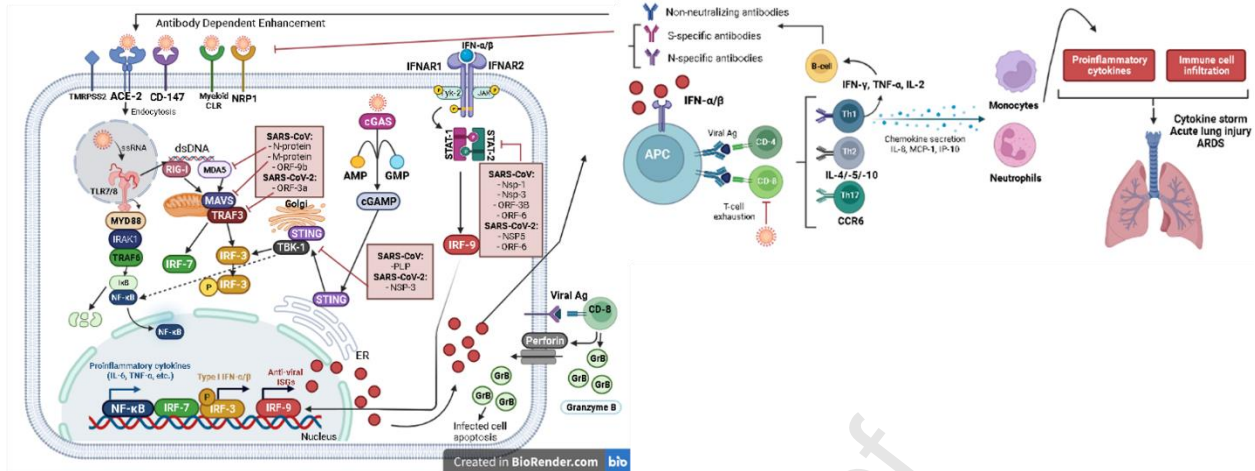 Antibody Dependent Enhancement
TMRPSS2
ACE-2
CD-147
Myeloid
CLR
NRP1
Endocytosis
ssRNA
TLR7/8
MYD88
IRAK1
TRAF6
IκB
NF-κB
NF-κB
dsDNA
RIG-I
MDA5
MAVS
TRAF3
IRF-7
IRF-3
P
IRF-3
SARS-CoV:
- N-protein
- M-protein
- ORF-9b
SARS-CoV-2:
- ORF-3a
Golgi
STING
TBK-1
cGAS
AMP
GMP
cGAMP
SARS-CoV:
-PLP
SARS-CoV-2:
- NSP-3
STING
ER
IFN-α/β
IFNAR1
IFNAR2
P
Tyk-2
JAK
P
P
STAT-1
STAT-2
SARS-CoV:
- Nsp-1
- Nsp-3
- ORF-3B
- ORF-6
SARS-CoV-2:
- NSP5
- ORF-6
IRF-9
Viral Ag
CD-8
Perforin
GrB
GrB
GrB
GrB
GrB
GrB
GrB
GrB
Granzyme B
Infected cell
apoptosis
Proinflammatory cytokines
(IL-6, TNF-α, etc.)
Type I IFN-α/β
Anti-viral
ISGs
NF-κB
IRF-7
P
IRF-3
IRF-9
Nucleus
Created in BioRender.com bio
Non-neutralizing antibodies
S-specific antibodies
N-specific antibodies
IFN-α/β
APC
Viral Ag
CD-4
CD-8
T-cell
exhaustion
B-cell
IFN-γ, TNF-α, IL-2
Th1
Th2
IL-4/-5/-10
Th17
CCR6
Chemokine secretion
IL-8, MCP-1, IP-10
Monocytes
Neutrophils
Proinflammatory
cytokines
Immune cell
infiltration
Cytokine storm
Acute lung injury
ARDS
of